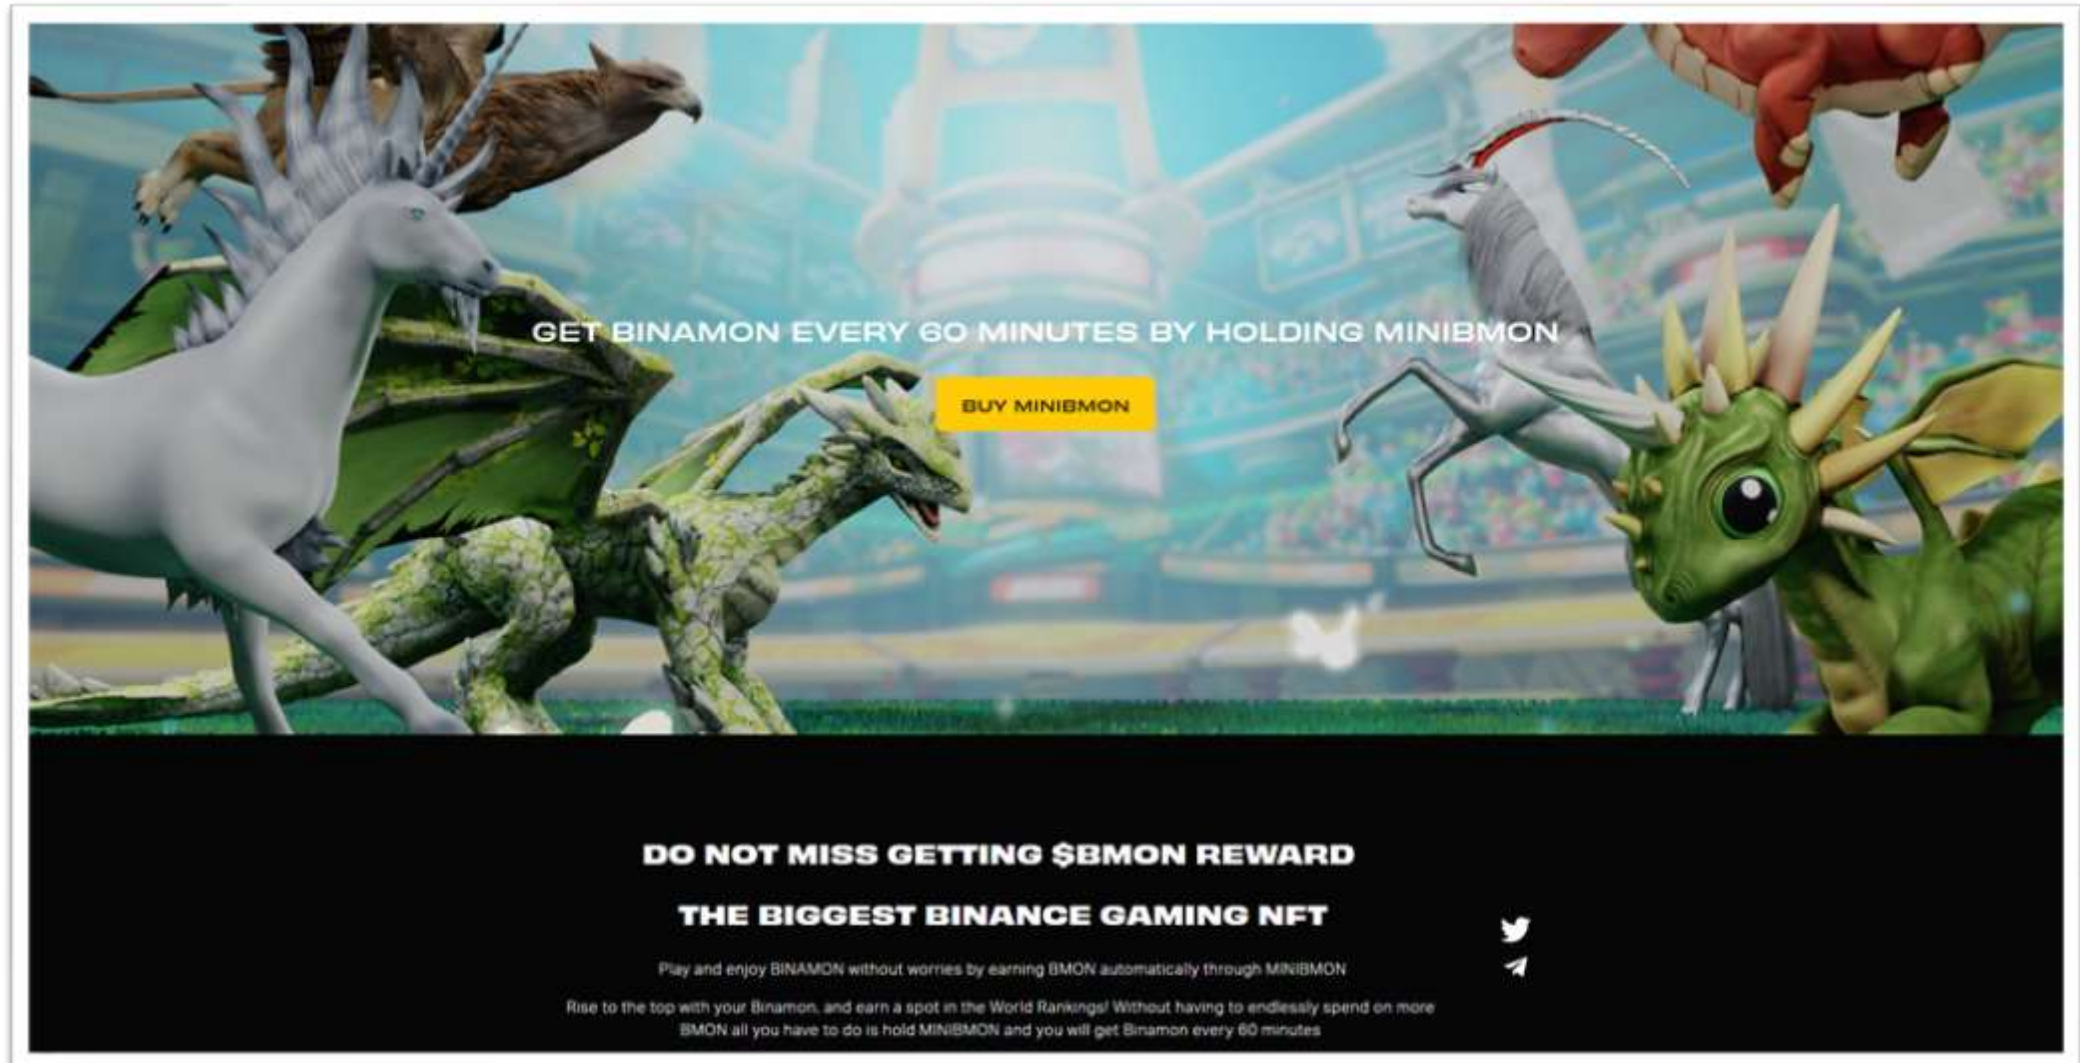 GET BINAMON EVERY 60 MINUTES BY HOLDING MINIBMON
BUY MINIBMON
DO NOT MISS GETTING $BMON REWARD
THE BIGGEST BINANCE GAMING NFT
Play and enjoy BINAMON without worries by earning BMON automatically through MINIBMON
Rise to the top with your Binamon, and earn a spot in the World Rankings! Without having to endlessly spend on more
BMON all you have to do is hold MINIBMON and you will get Binamon every 60 minutes